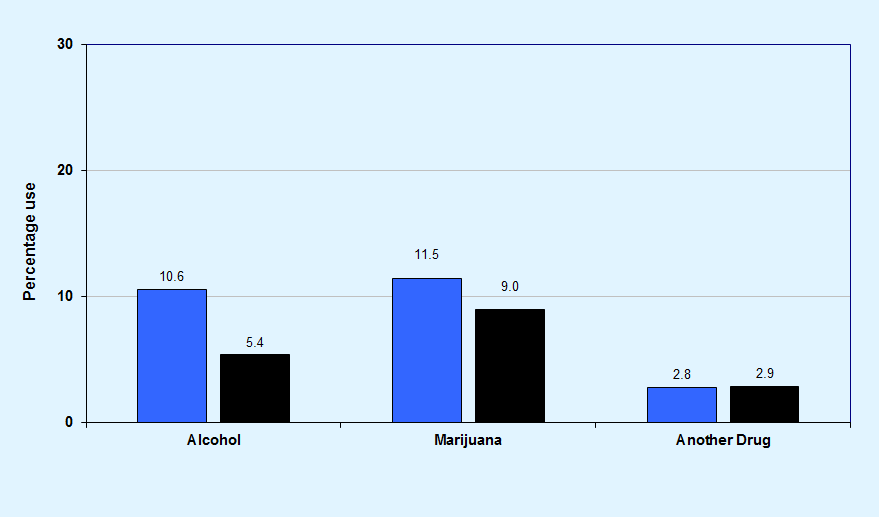 30
20
10
0
Percentage use
10.6
5.4
11.5
9.0
2.8
2.9
Alcohol
Marijuana
Another Drug